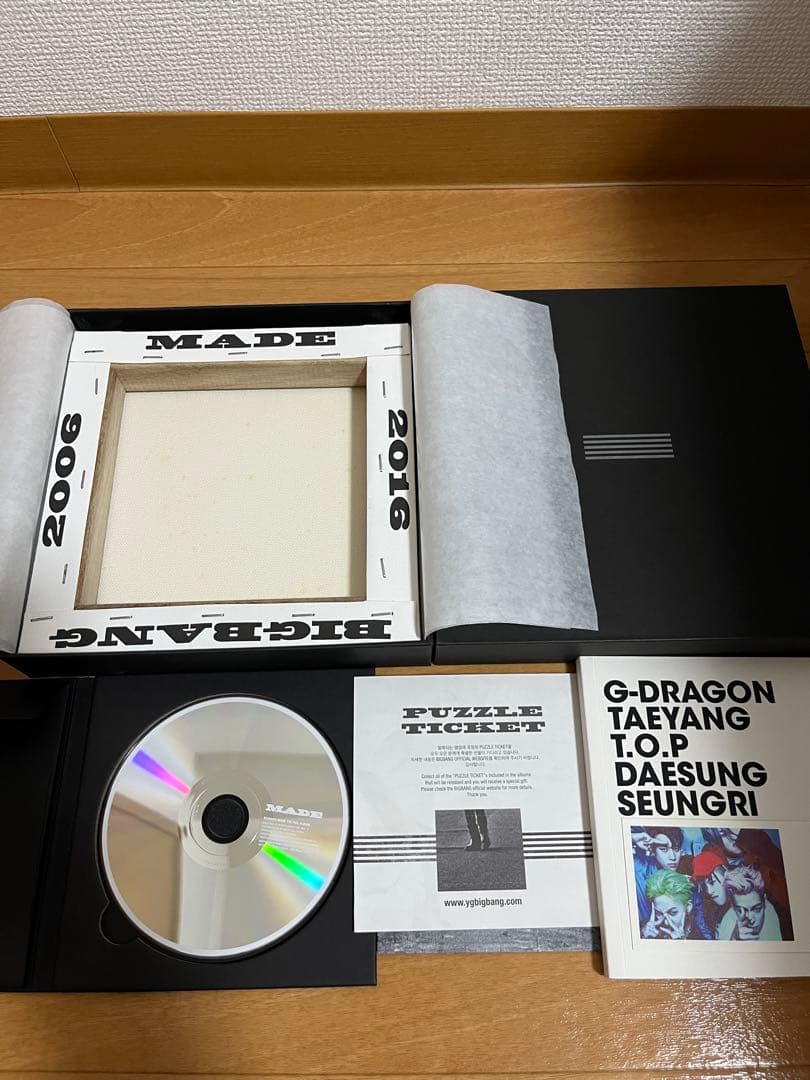 MADE
2006
2016
BIGBANG
MADE
PUZZLE
TICKET
Collect all of the "PUZZLE TICKET"s included in the albums
that will be released and you will receive a special gift.
Please check the BIGBANG official website for more details.
Thank you.
www.ygbigbang.com
G-DRAGON
TAEYANG
T.O.P
DAESUNG
SEUNGRI